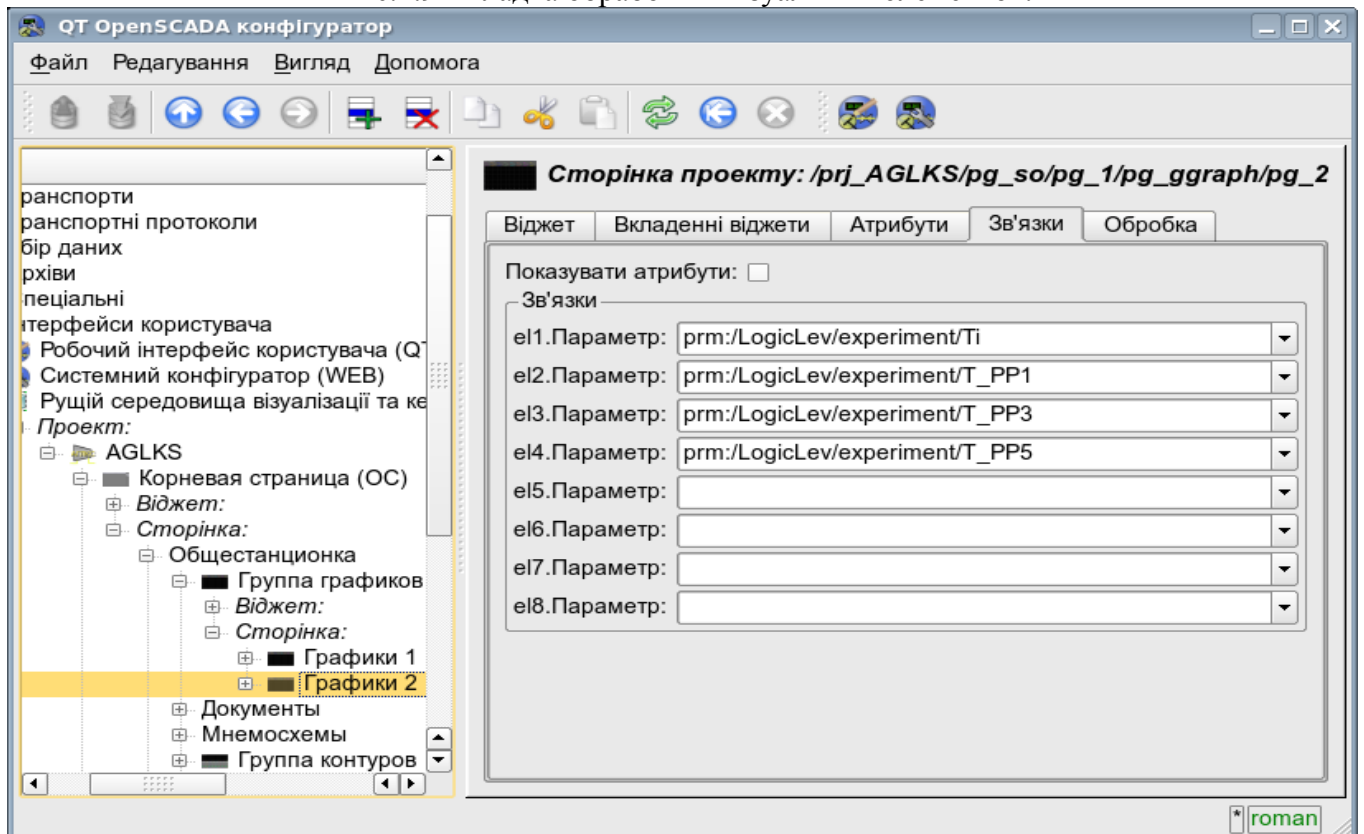 QT OpenSCADA конфігуратор
Файл Редагування Вигляд Допомога
Сторінка проекту: /prj_AGLKS/pg_so/pg_1/pg_ggraph/pg_2
ранспорти
ранспортні протоколи
бір даних
рхіви
пеціальні
нтерфейси користувача
Робочий інтерфейс користувача (QT
Системний конфігуратор (WEB)
Рущій середовища візуалізації та ке
Проект:
AGLKS
Корневая страница (ОС)
Віджет:
Сторінка:
Общестанционка
Группа графиков
Віджет:
Сторінка:
Графики 1
Графики 2
Документы
Мнемосхемы
Группа контуров
Віджет Вкладенні віджети Атрибути Зв'язки Обробка
Показувати атрибути:
Зв'язки
el1.Параметр: prm:/LogicLev/experiment/Ti
el2.Параметр: prm:/LogicLev/experiment/T_PP1
el3.Параметр: prm:/LogicLev/experiment/T_PP3
el4.Параметр: prm:/LogicLev/experiment/T_PP5
el5.Параметр:
el6.Параметр:
el7.Параметр:
el8.Параметр:
* roman